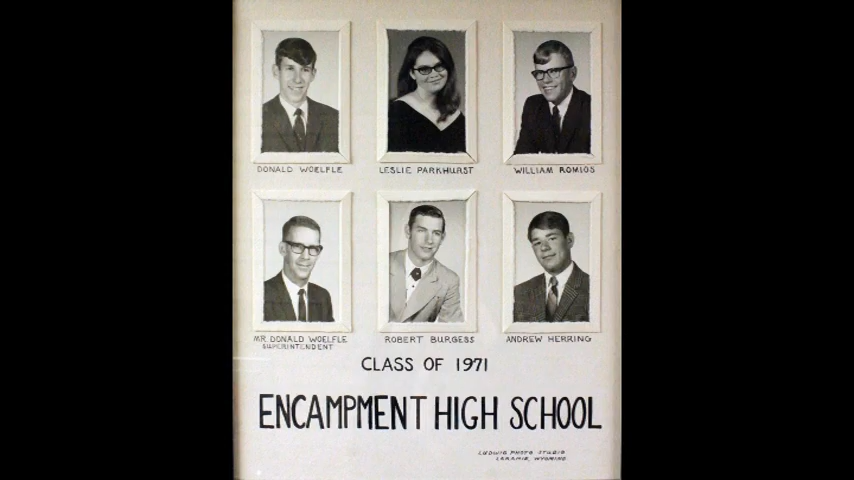 DONALD WOELFLE LESLIE PARKHURST WILLIAM ROMIOS
MR. DONALD WOELFLE ROBERT BURGESS ANDREW HERRING
SUPERINTENDENT
CLASS OF 1971
ENCAMPMENT HIGH SCHOOL
LUDWIG PHOTO STUDIO
LARAMIE, WYOMING